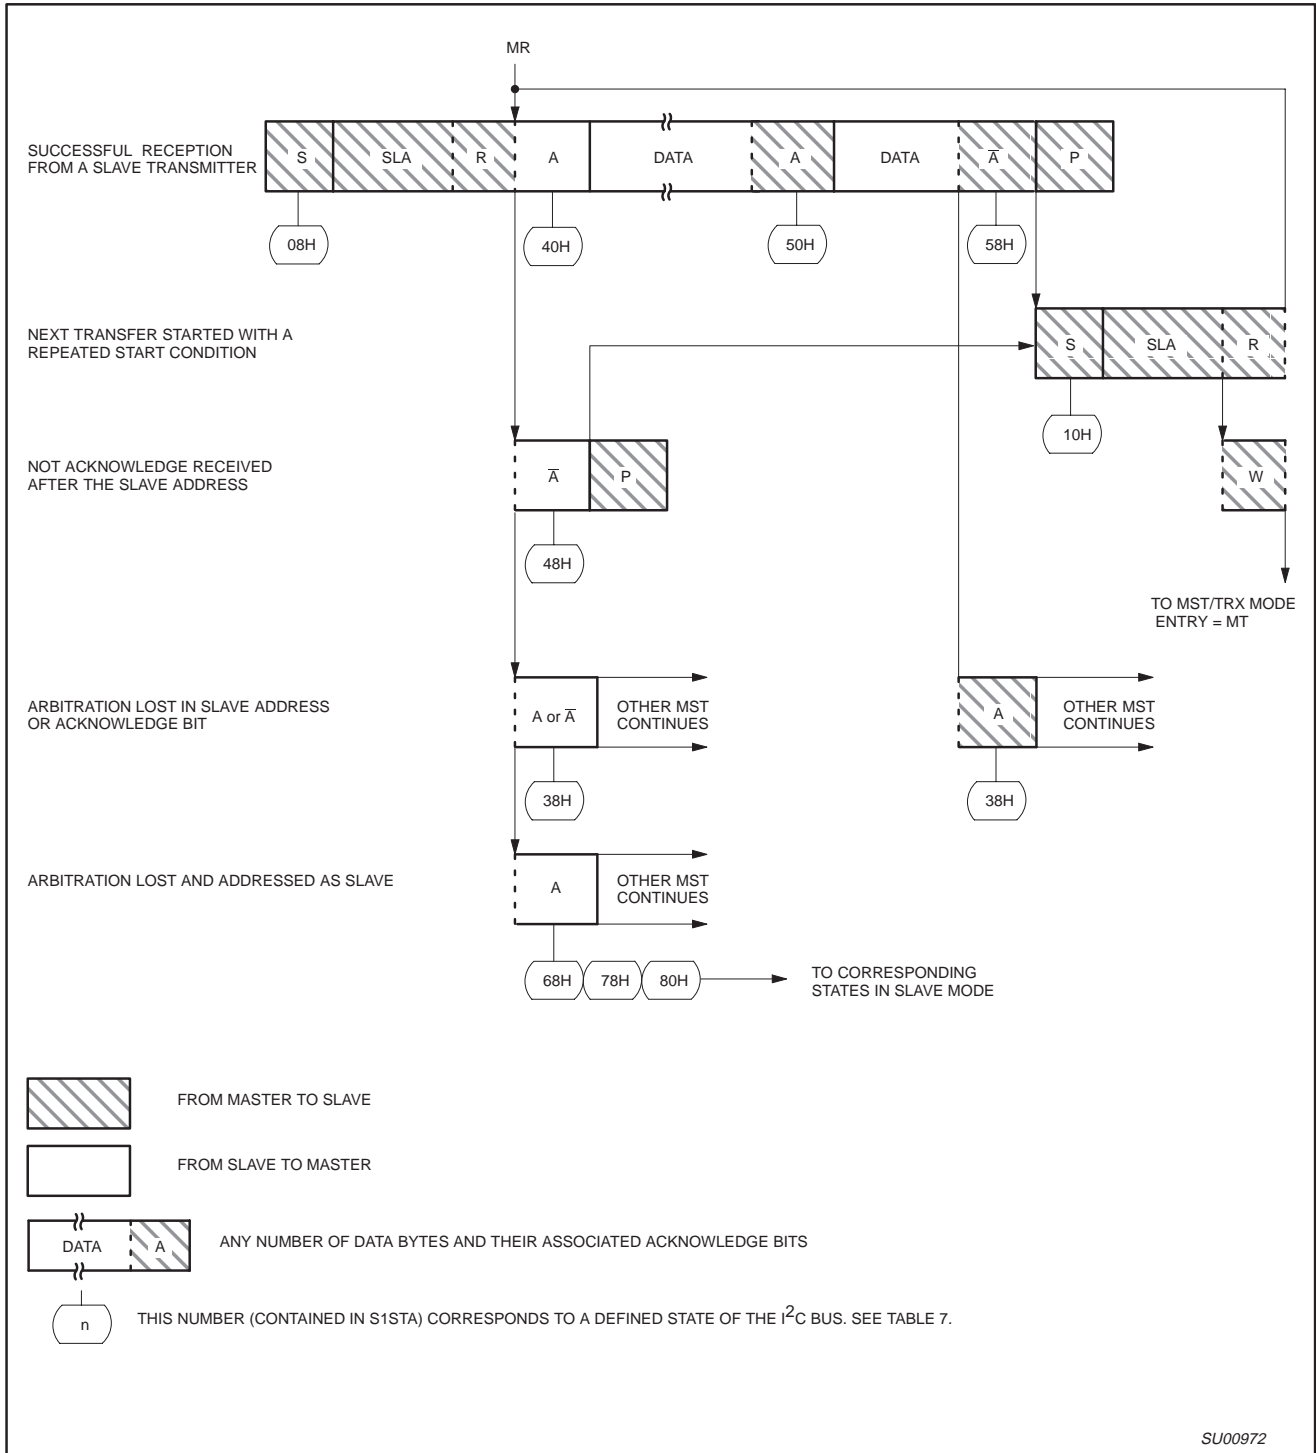 MR
SUCCESSFUL RECEPTION
FROM A SLAVE TRANSMITTER
S SLA R A DATA A DATA A̅ P
08H 40H 50H 58H
NEXT TRANSFER STARTED WITH A
REPEATED START CONDITION
S SLA R
10H
NOT ACKNOWLEDGE RECEIVED
AFTER THE SLAVE ADDRESS
A̅ P
W
48H
TO MST/TRX MODE
ENTRY = MT
ARBITRATION LOST IN SLAVE ADDRESS
OR ACKNOWLEDGE BIT
A or A̅
OTHER MST
CONTINUES
A
OTHER MST
CONTINUES
38H 38H
ARBITRATION LOST AND ADDRESSED AS SLAVE
A
OTHER MST
CONTINUES
68H 78H 80H
TO CORRESPONDING
STATES IN SLAVE MODE
FROM MASTER TO SLAVE
FROM SLAVE TO MASTER
DATA A
ANY NUMBER OF DATA BYTES AND THEIR ASSOCIATED ACKNOWLEDGE BITS
n
THIS NUMBER (CONTAINED IN S1STA) CORRESPONDS TO A DEFINED STATE OF THE I²C BUS. SEE TABLE 7.
SU00972